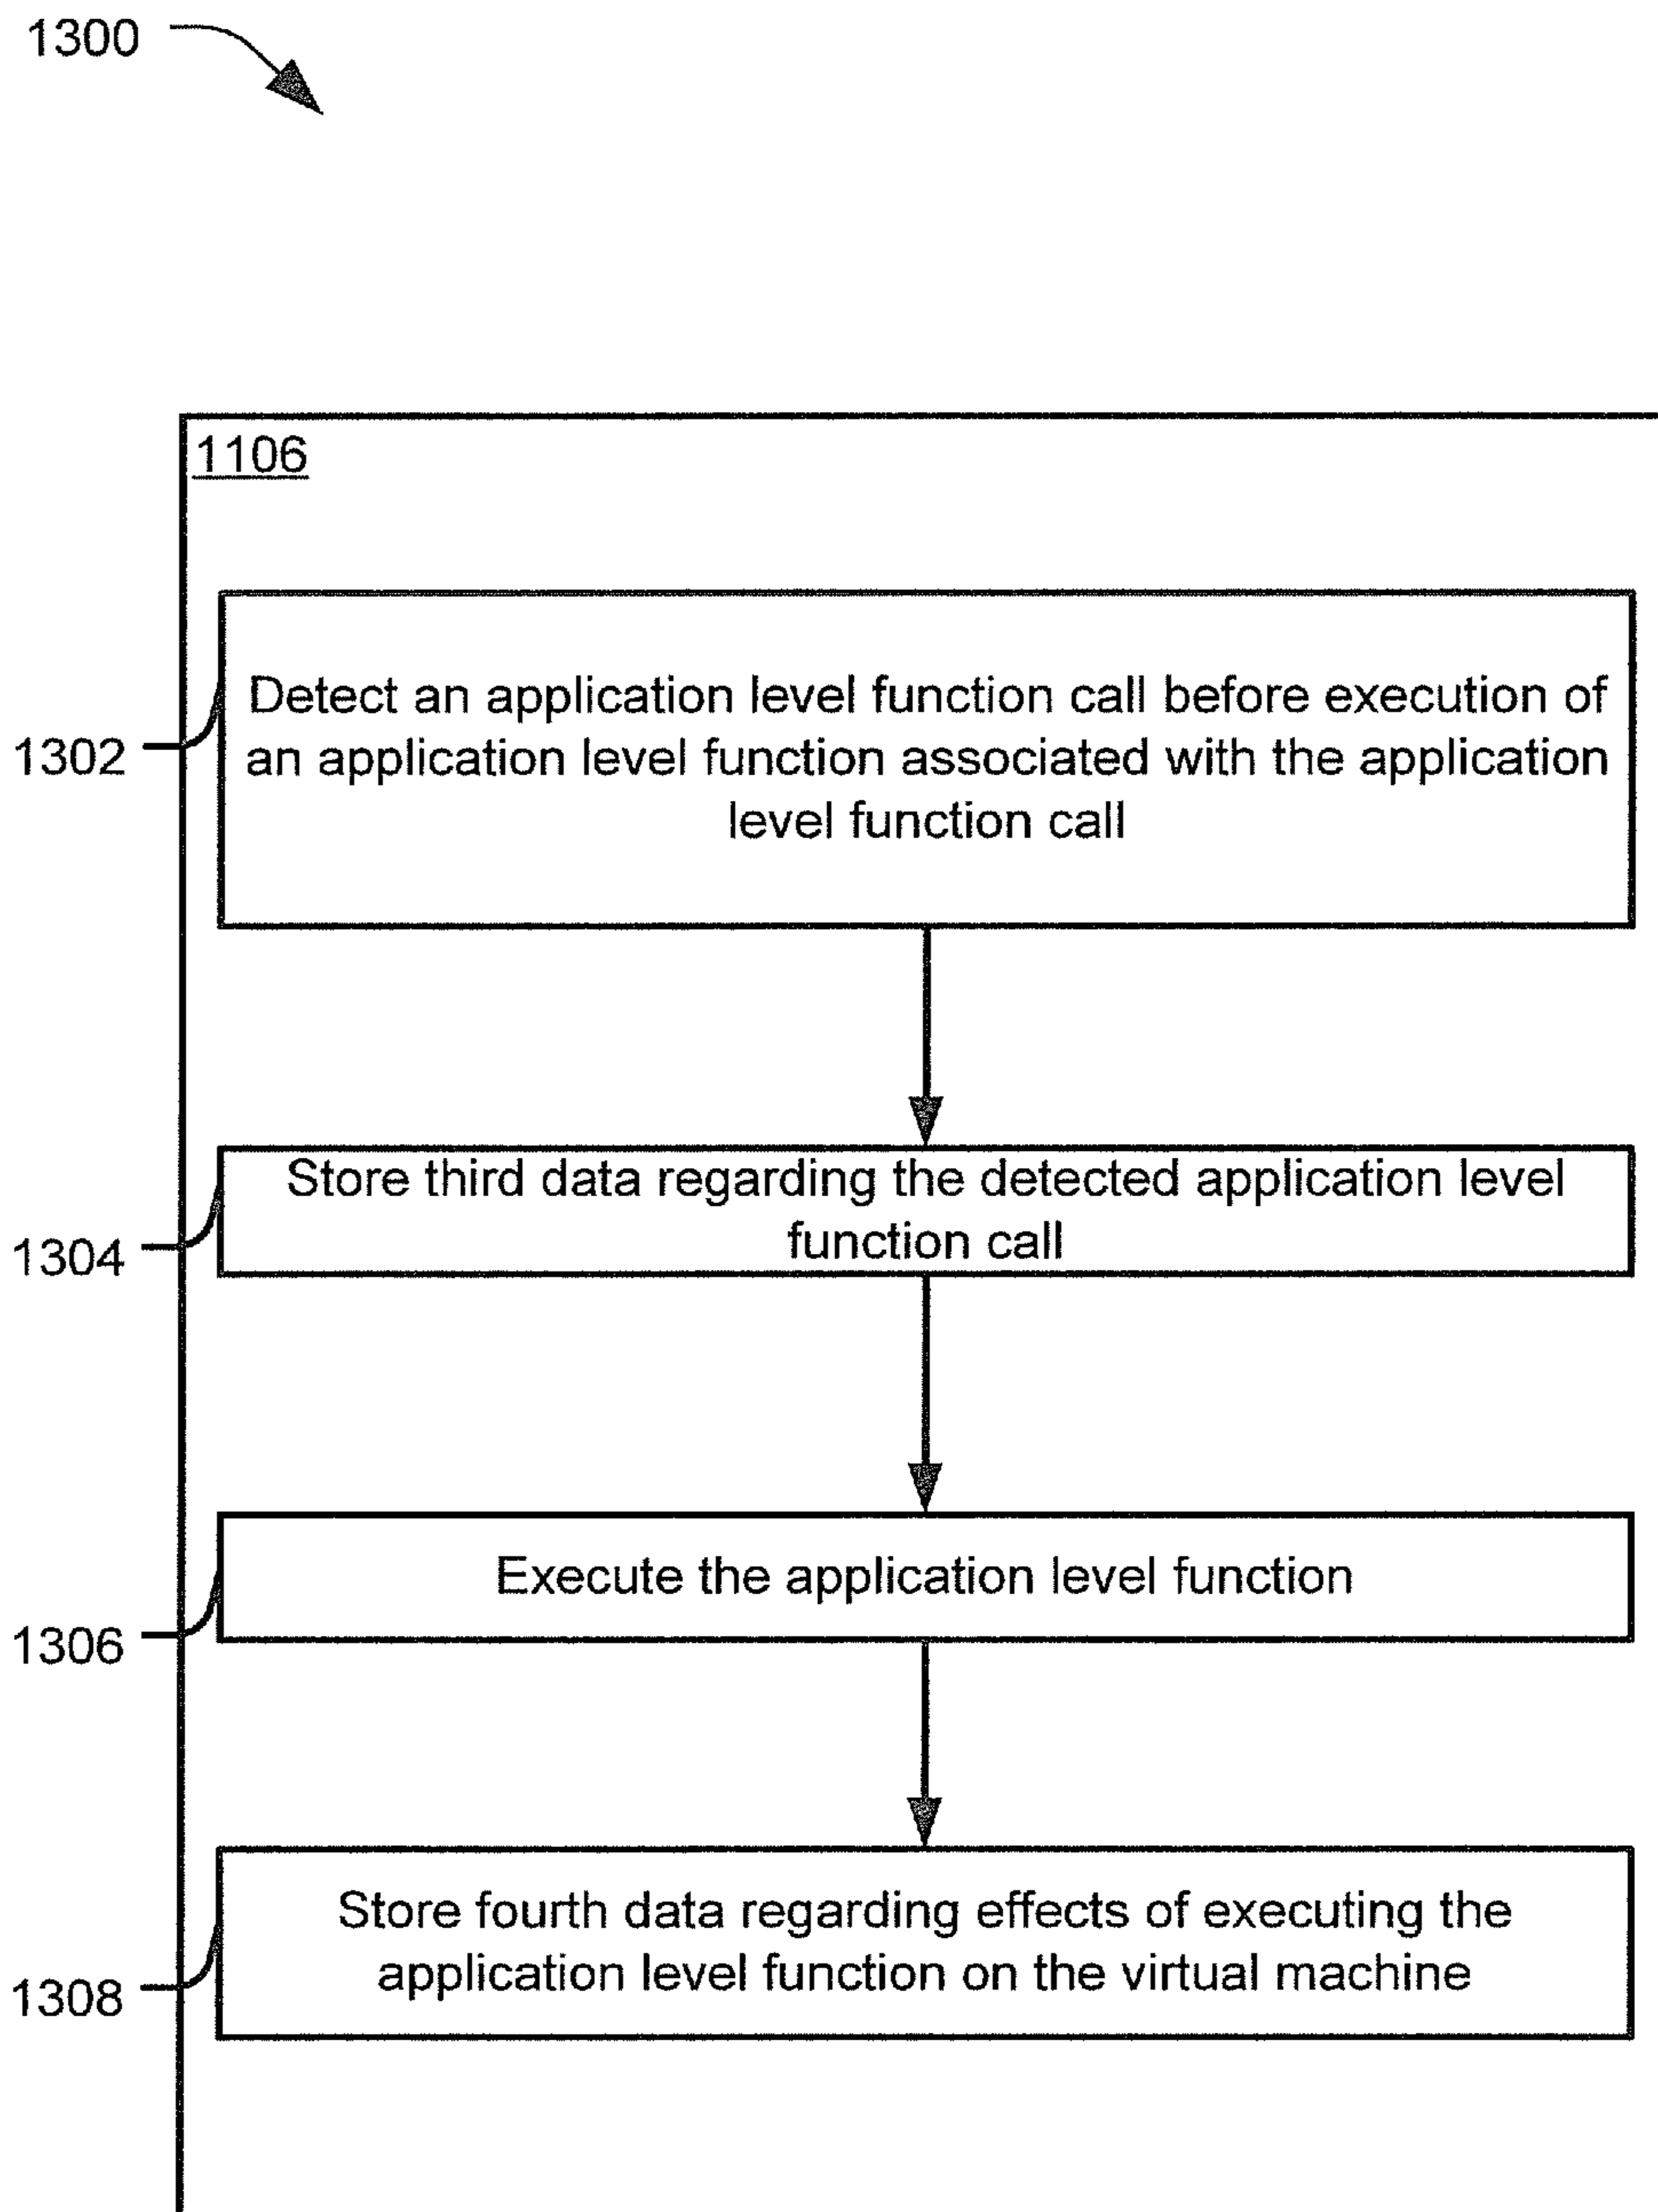 1300
1106
Detect an application level function call before execution of
an application level function associated with the application
level function call
1302
Store third data regarding the detected application level
function call
1304
Execute the application level function
1306
Store fourth data regarding effects of executing the
application level function on the virtual machine
1308